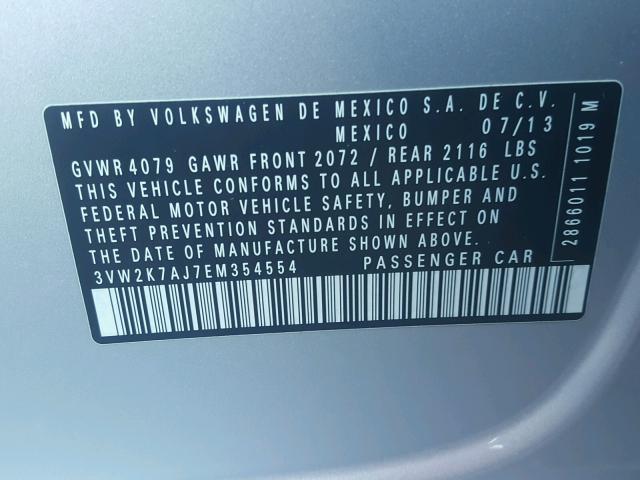 MFD BY VOLKSWAGEN DE MEXICO S.A. DE C.V.
MEXICO 07/13
GVWR 4079 GAWR FRONT 2072 / REAR 2116 LBS
THIS VEHICLE CONFORMS TO ALL APPLICABLE U.S.
FEDERAL MOTOR VEHICLE SAFETY, BUMPER AND
THEFT PREVENTION STANDARDS IN EFFECT ON
THE DATE OF MANUFACTURE SHOWN ABOVE.
3VW2K7AJ7EM354554 PASSENGER CAR
2866011 1019 M